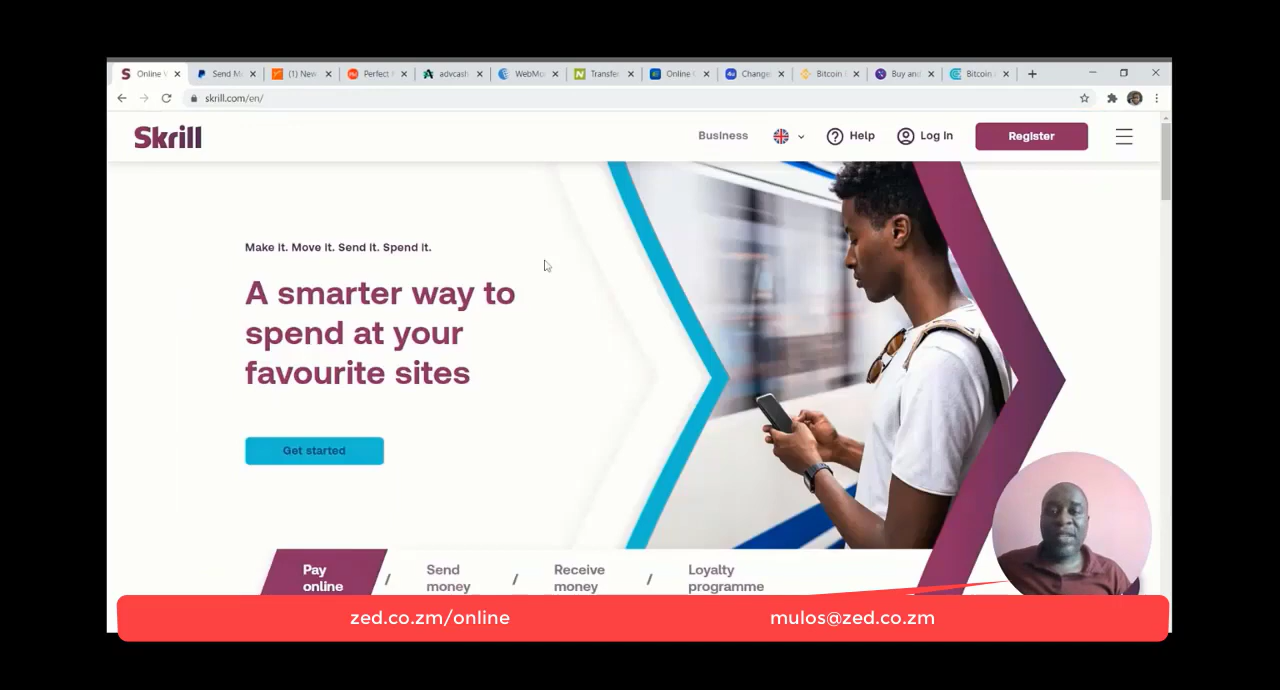 Online
Send M
(1) New
Perfect
advcash
WebMo
Transfe
Online
Change
Bitcoin
Buy and
Bitcoin
skrill.com/en/
Skrill
Business
Help
Log In
Register
Make it. Move it. Send it. Spend it.
A smarter way to
spend at your
favourite sites
Get started
Pay
online
/
Send
money
/
Receive
money
/
Loyalty
programme
zed.co.zm/online
mulos@zed.co.zm